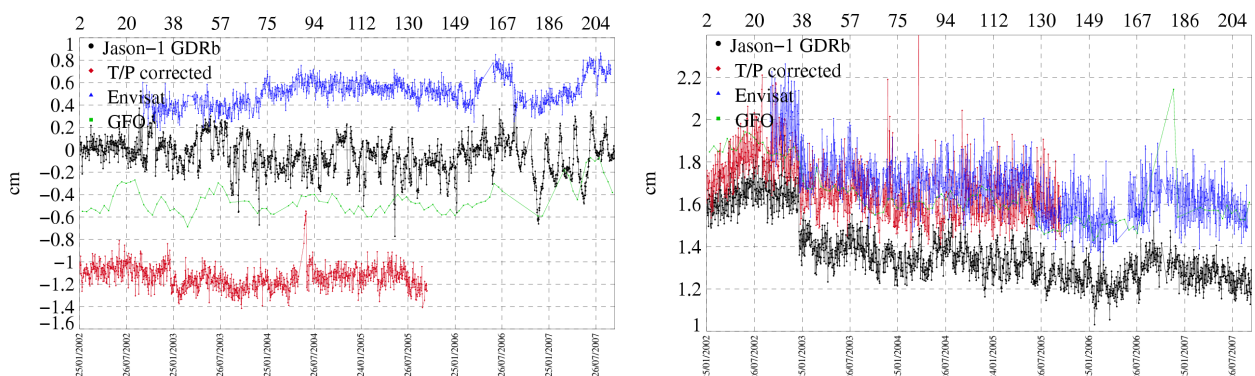 2 20 38 57 75 94 112 130 149 167 186 204
1
0.8
0.6
0.4
0.2
0
−0.2
−0.4
−0.6
−0.8
−1
−1.2
−1.4
−1.6
cm
Jason−1 GDRb
T/P corrected
Envisat
GFO
25/01/2002 26/07/2002 25/01/2003 26/07/2003 25/01/2004 26/07/2004 25/01/2005 26/07/2005 25/01/2006 26/07/2006 25/01/2007 26/07/2007
2 20 38 57 75 94 112 130 149 167 186 204
2.2
2
1.8
1.6
1.4
1.2
1
cm
Jason−1 GDRb
T/P corrected
Envisat
GFO
5/01/2002 6/07/2002 5/01/2003 6/07/2003 5/01/2004 6/07/2004 5/01/2005 6/07/2005 5/01/2006 6/07/2006 5/01/2007 6/07/2007